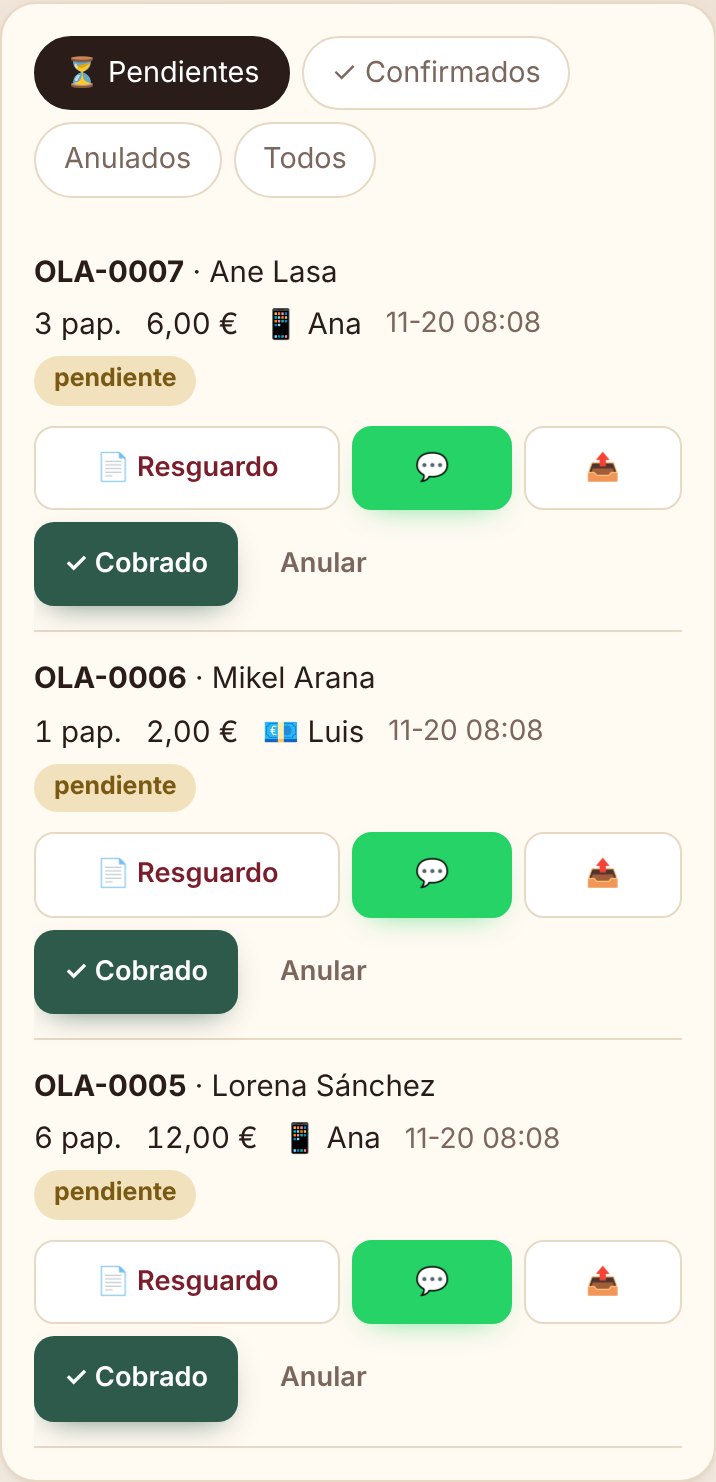 ⏳ Pendientes ✓ Confirmados
Anulados Todos
OLA-0007 · Ane Lasa
3 pap. 6,00 € 📱 Ana 11-20 08:08
pendiente
📄 Resguardo 💬 📤
✓ Cobrado Anular
OLA-0006 · Mikel Arana
1 pap. 2,00 € 💶 Luis 11-20 08:08
pendiente
📄 Resguardo 💬 📤
✓ Cobrado Anular
OLA-0005 · Lorena Sánchez
6 pap. 12,00 € 📱 Ana 11-20 08:08
pendiente
📄 Resguardo 💬 📤
✓ Cobrado Anular